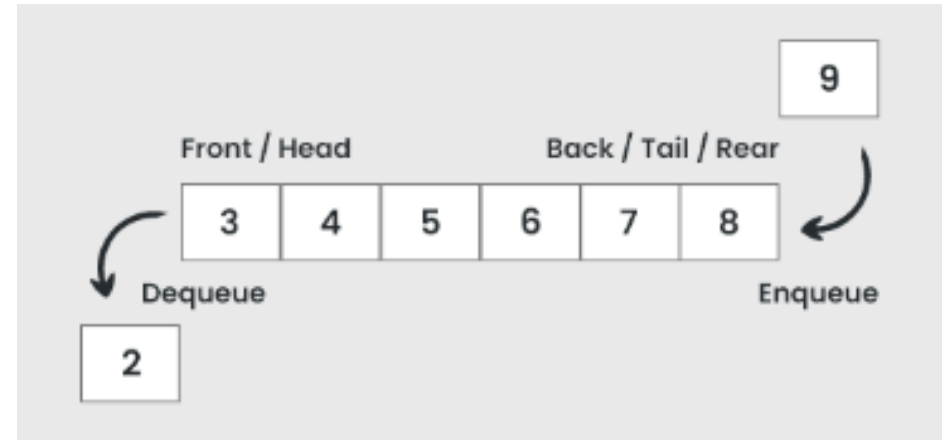 9
Front / Head
Back / Tail / Rear
3 4 5 6 7 8
Dequeue
Enqueue
2